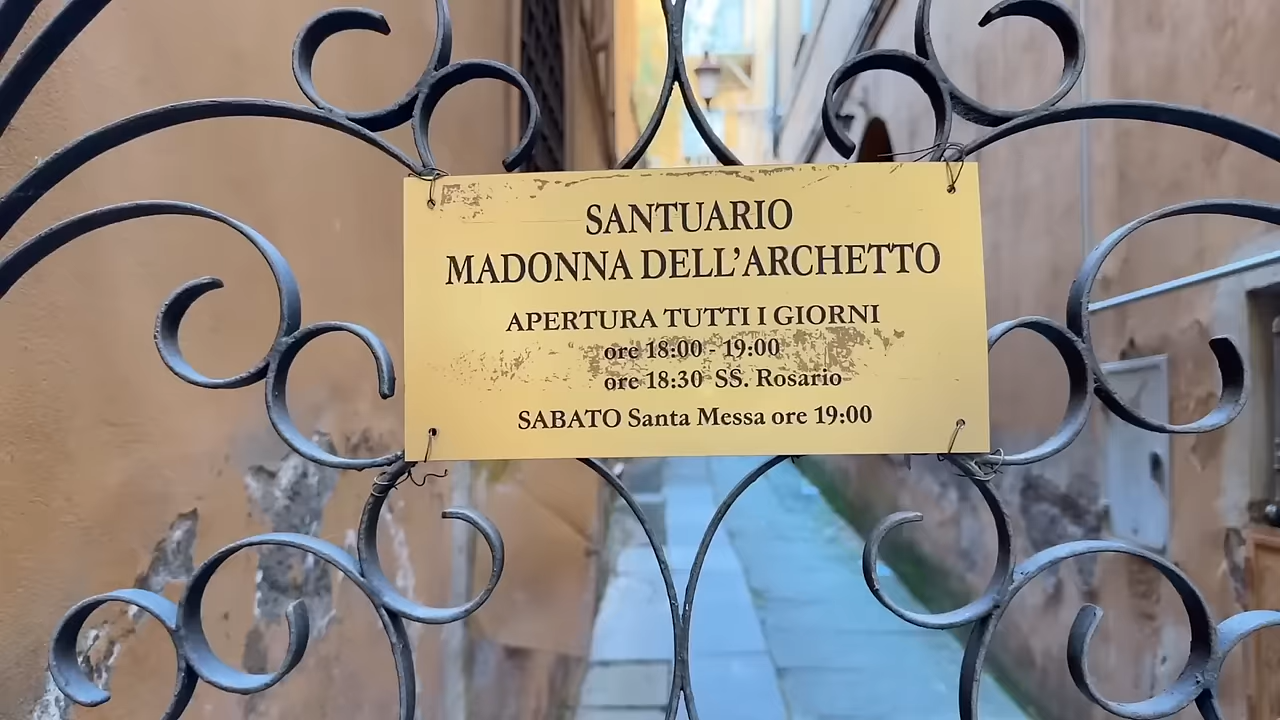 SANTUARIO
MADONNA DELL'ARCHETTO
APERTURA TUTTI I GIORNI
ore 18:00 - 19:00
ore 18:30 SS. Rosario
SABATO Santa Messa ore 19:00